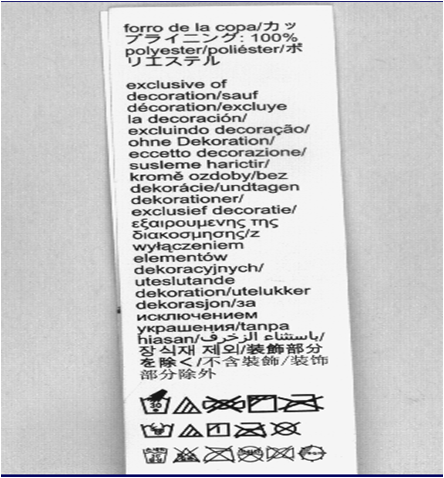 forro de la copa/カッ
プライニング: 100%
polyester/poliéster/ポ
リエステル
exclusive of
decoration/sauf
décoration/excluye
la decoración/
excluindo decoração/
ohne Dekoration/
eccetto decorazione/
susleme harictir/
kromě ozdoby/bez
dekorácie/undtagen
dekorationer/
exclusief decoratie/
εξαιρουμενης της
διακοσμησης/z
wyłączeniem
elementów
dekoracyjnych/
uteslutande
dekoration/utelukker
dekorasjon/за
исключением
украшения/tanpa
hiasan/باستثناء الزخرف/
장식재 제외/装飾部分
を除く/不含裝飾/装饰
部分除外